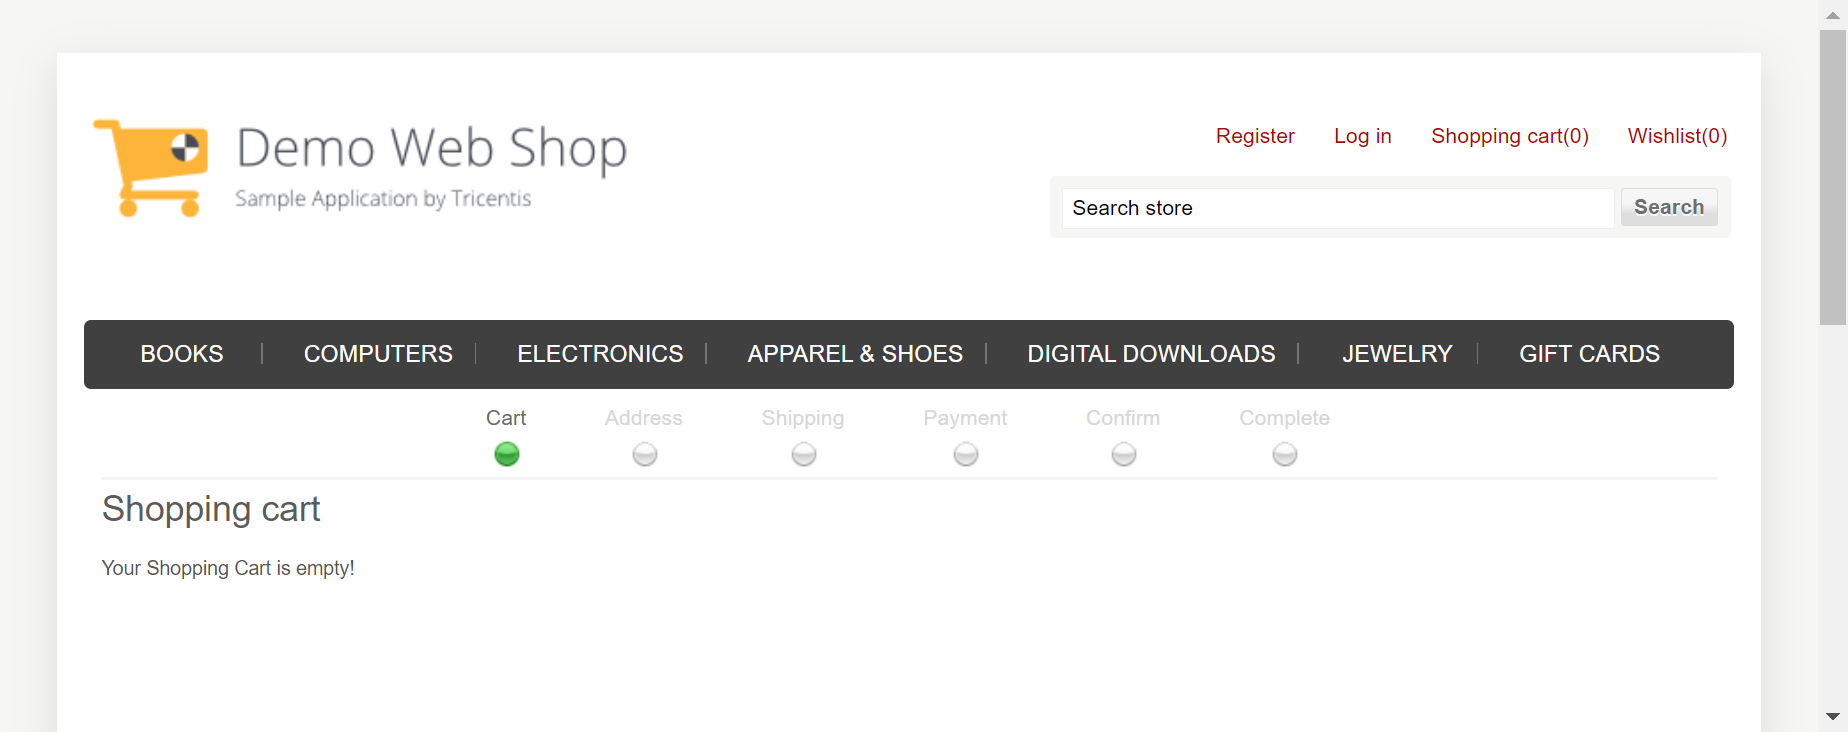 Demo Web Shop
Sample Application by Tricentis
Register Log in Shopping cart(0) Wishlist(0)
Search store Search
BOOKS COMPUTERS ELECTRONICS APPAREL & SHOES DIGITAL DOWNLOADS JEWELRY GIFT CARDS
Cart Address Shipping Payment Confirm Complete
Shopping cart
Your Shopping Cart is empty!